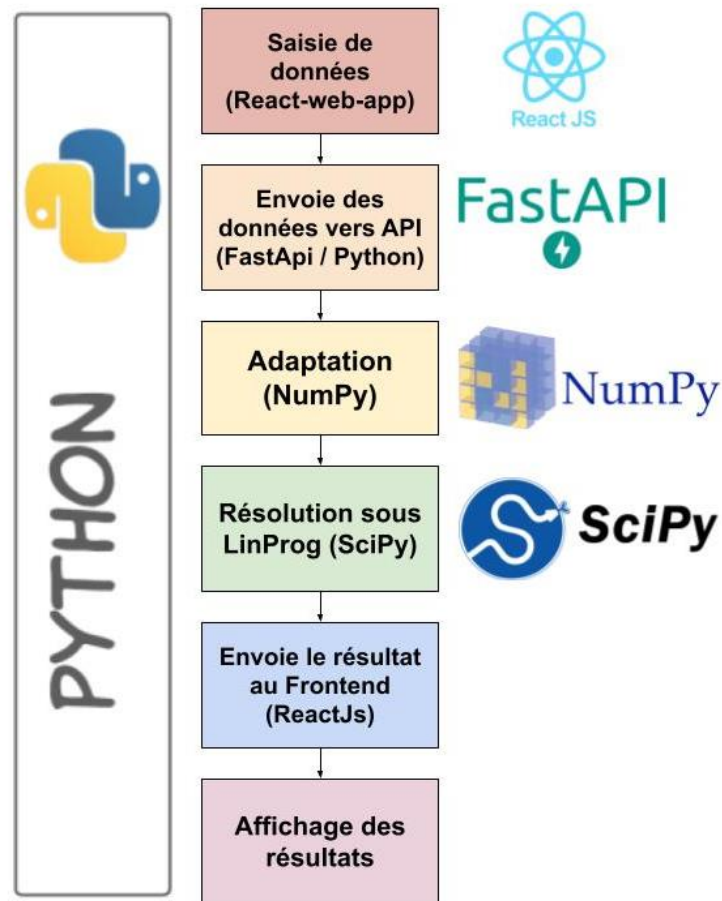 PYTHON
Saisie de
données
(React-web-app)
React JS
Envoie des
données vers API
(FastApi / Python)
FastAPI
Adaptation
(NumPy)
NumPy
Résolution sous
LinProg (SciPy)
SciPy
Envoie le résultat
au Frontend
(ReactJs)
Affichage des
résultats